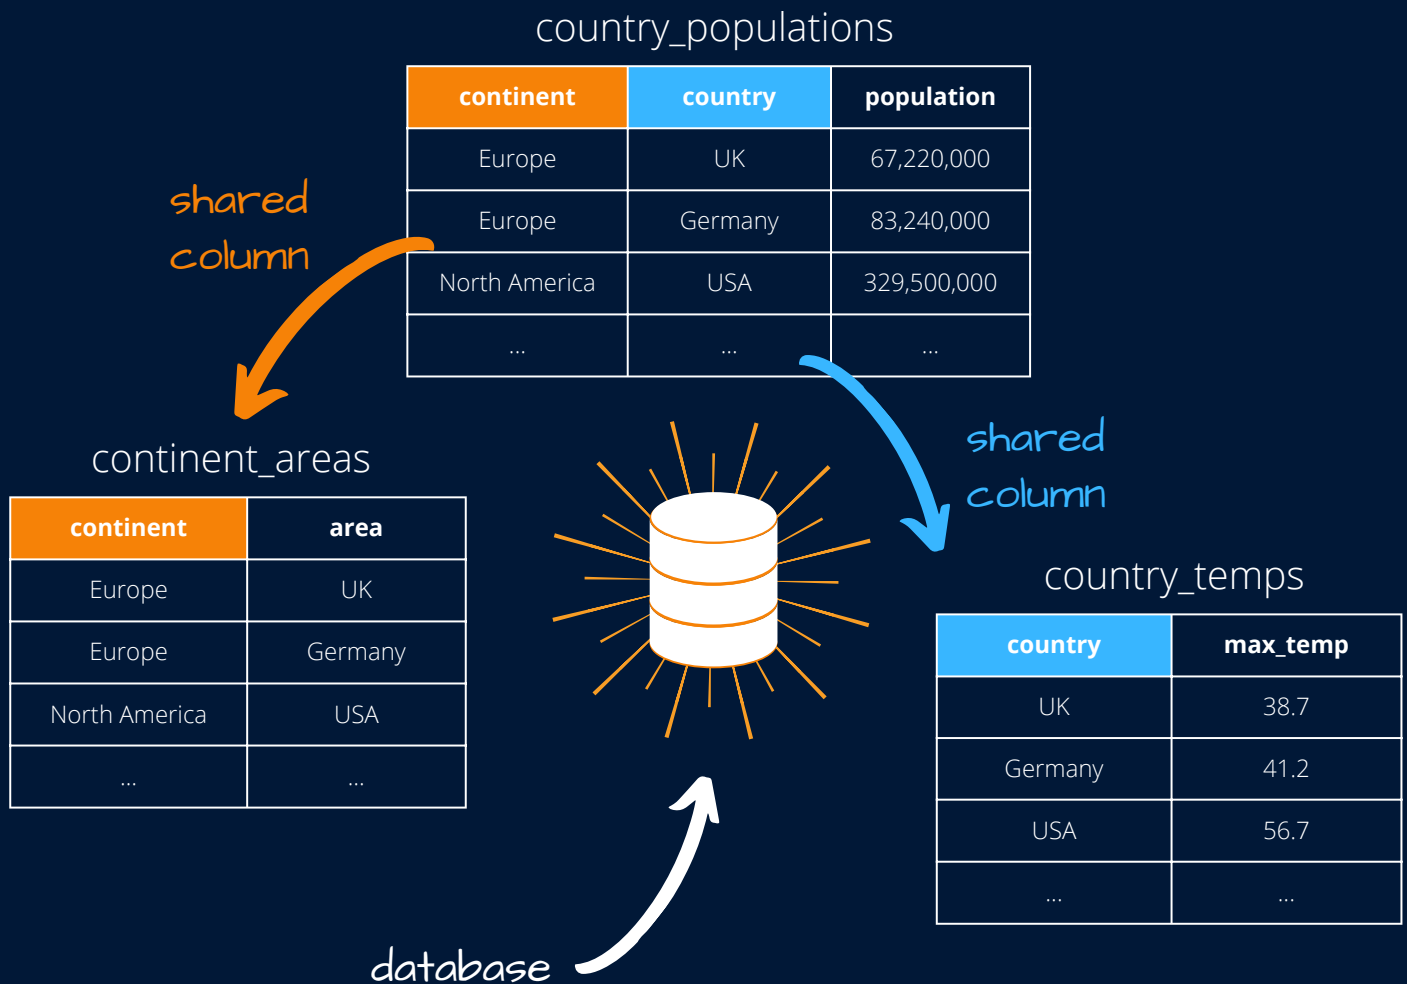 country_populations
continent country population
Europe UK 67,220,000
Europe Germany 83,240,000
North America USA 329,500,000
... ... ...
shared
column
shared
column
continent_areas
continent area
Europe UK
Europe Germany
North America USA
... ...
country_temps
country max_temp
UK 38.7
Germany 41.2
USA 56.7
... ...
database